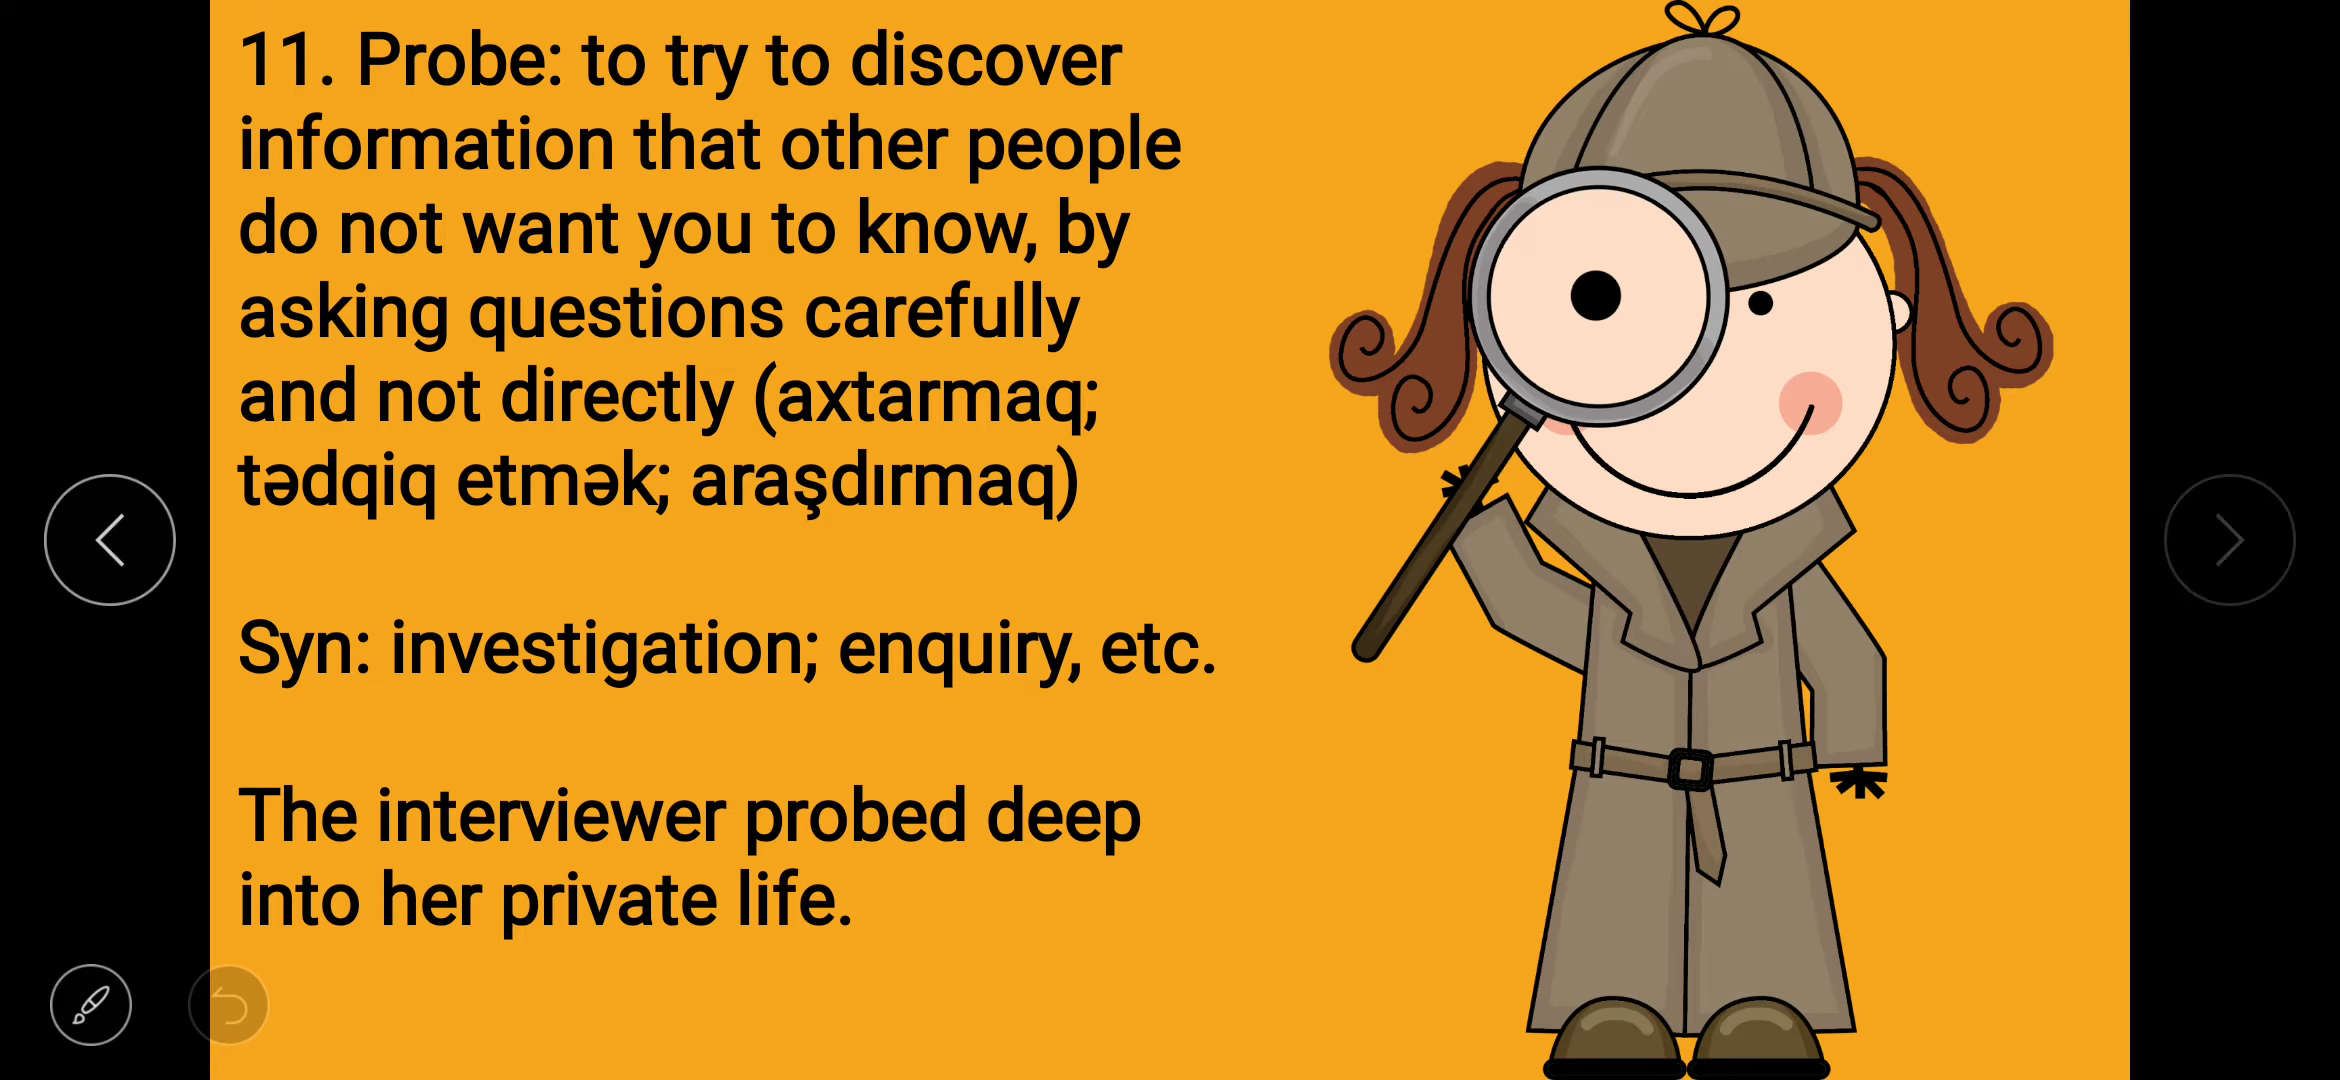 11. Probe: to try to discover
information that other people
do not want you to know, by
asking questions carefully
and not directly (axtarmaq;
tədqiq etmək; araşdırmaq)
Syn: investigation; enquiry, etc.
The interviewer probed deep
into her private life.